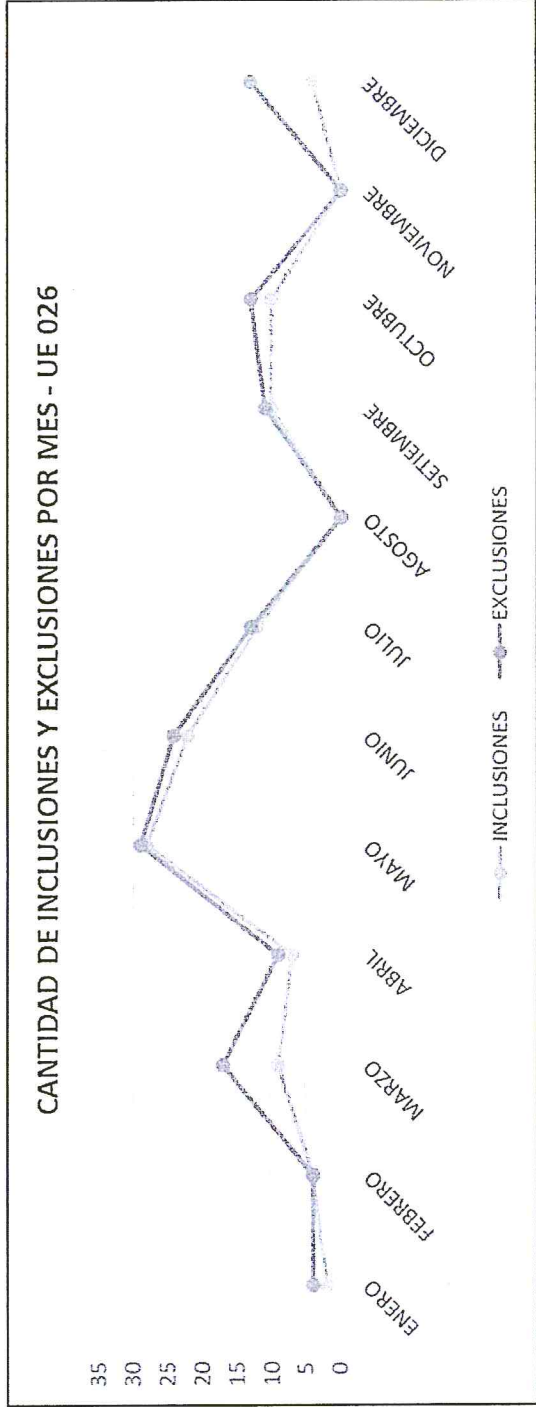 CANTIDAD DE INCLUSIONES Y EXCLUSIONES POR MES - UE 026
35
30
25
20
15
10
5
0
ENERO
FEBRERO
MARZO
ABRIL
MAYO
JUNIO
JULIO
AGOSTO
SETIEMBRE
OCTUBRE
NOVIEMBRE
DICIEMBRE
INCLUSIONES
EXCLUSIONES